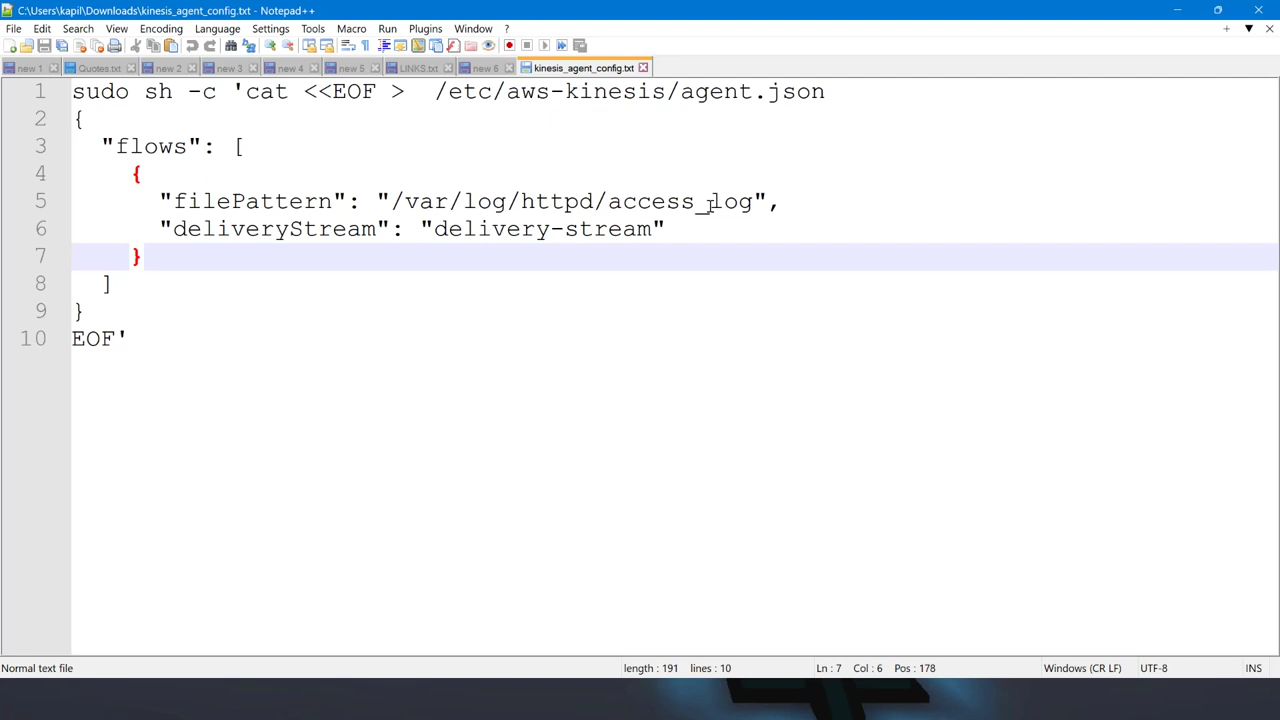 C:\Users\kapil\Downloads\kinesis_agent_config.txt - Notepad++
File Edit Search View Encoding Language Settings Tools Macro Run Plugins Window ? + ▼ X
new 1 Quotes.txt new 2 new 3 new 4 new 5 LINKS.txt new 6 kinesis_agent_config.txt
1 sudo sh -c 'cat <<EOF >  /etc/aws-kinesis/agent.json
2 {
3   "flows": [
4     {
5       "filePattern": "/var/log/httpd/access_log",
6       "deliveryStream": "delivery-stream"
7     }
8   ]
9 }
10 EOF'
Normal text file length : 191 lines : 10 Ln : 7 Col : 6 Pos : 178 Windows (CR LF) UTF-8 INS